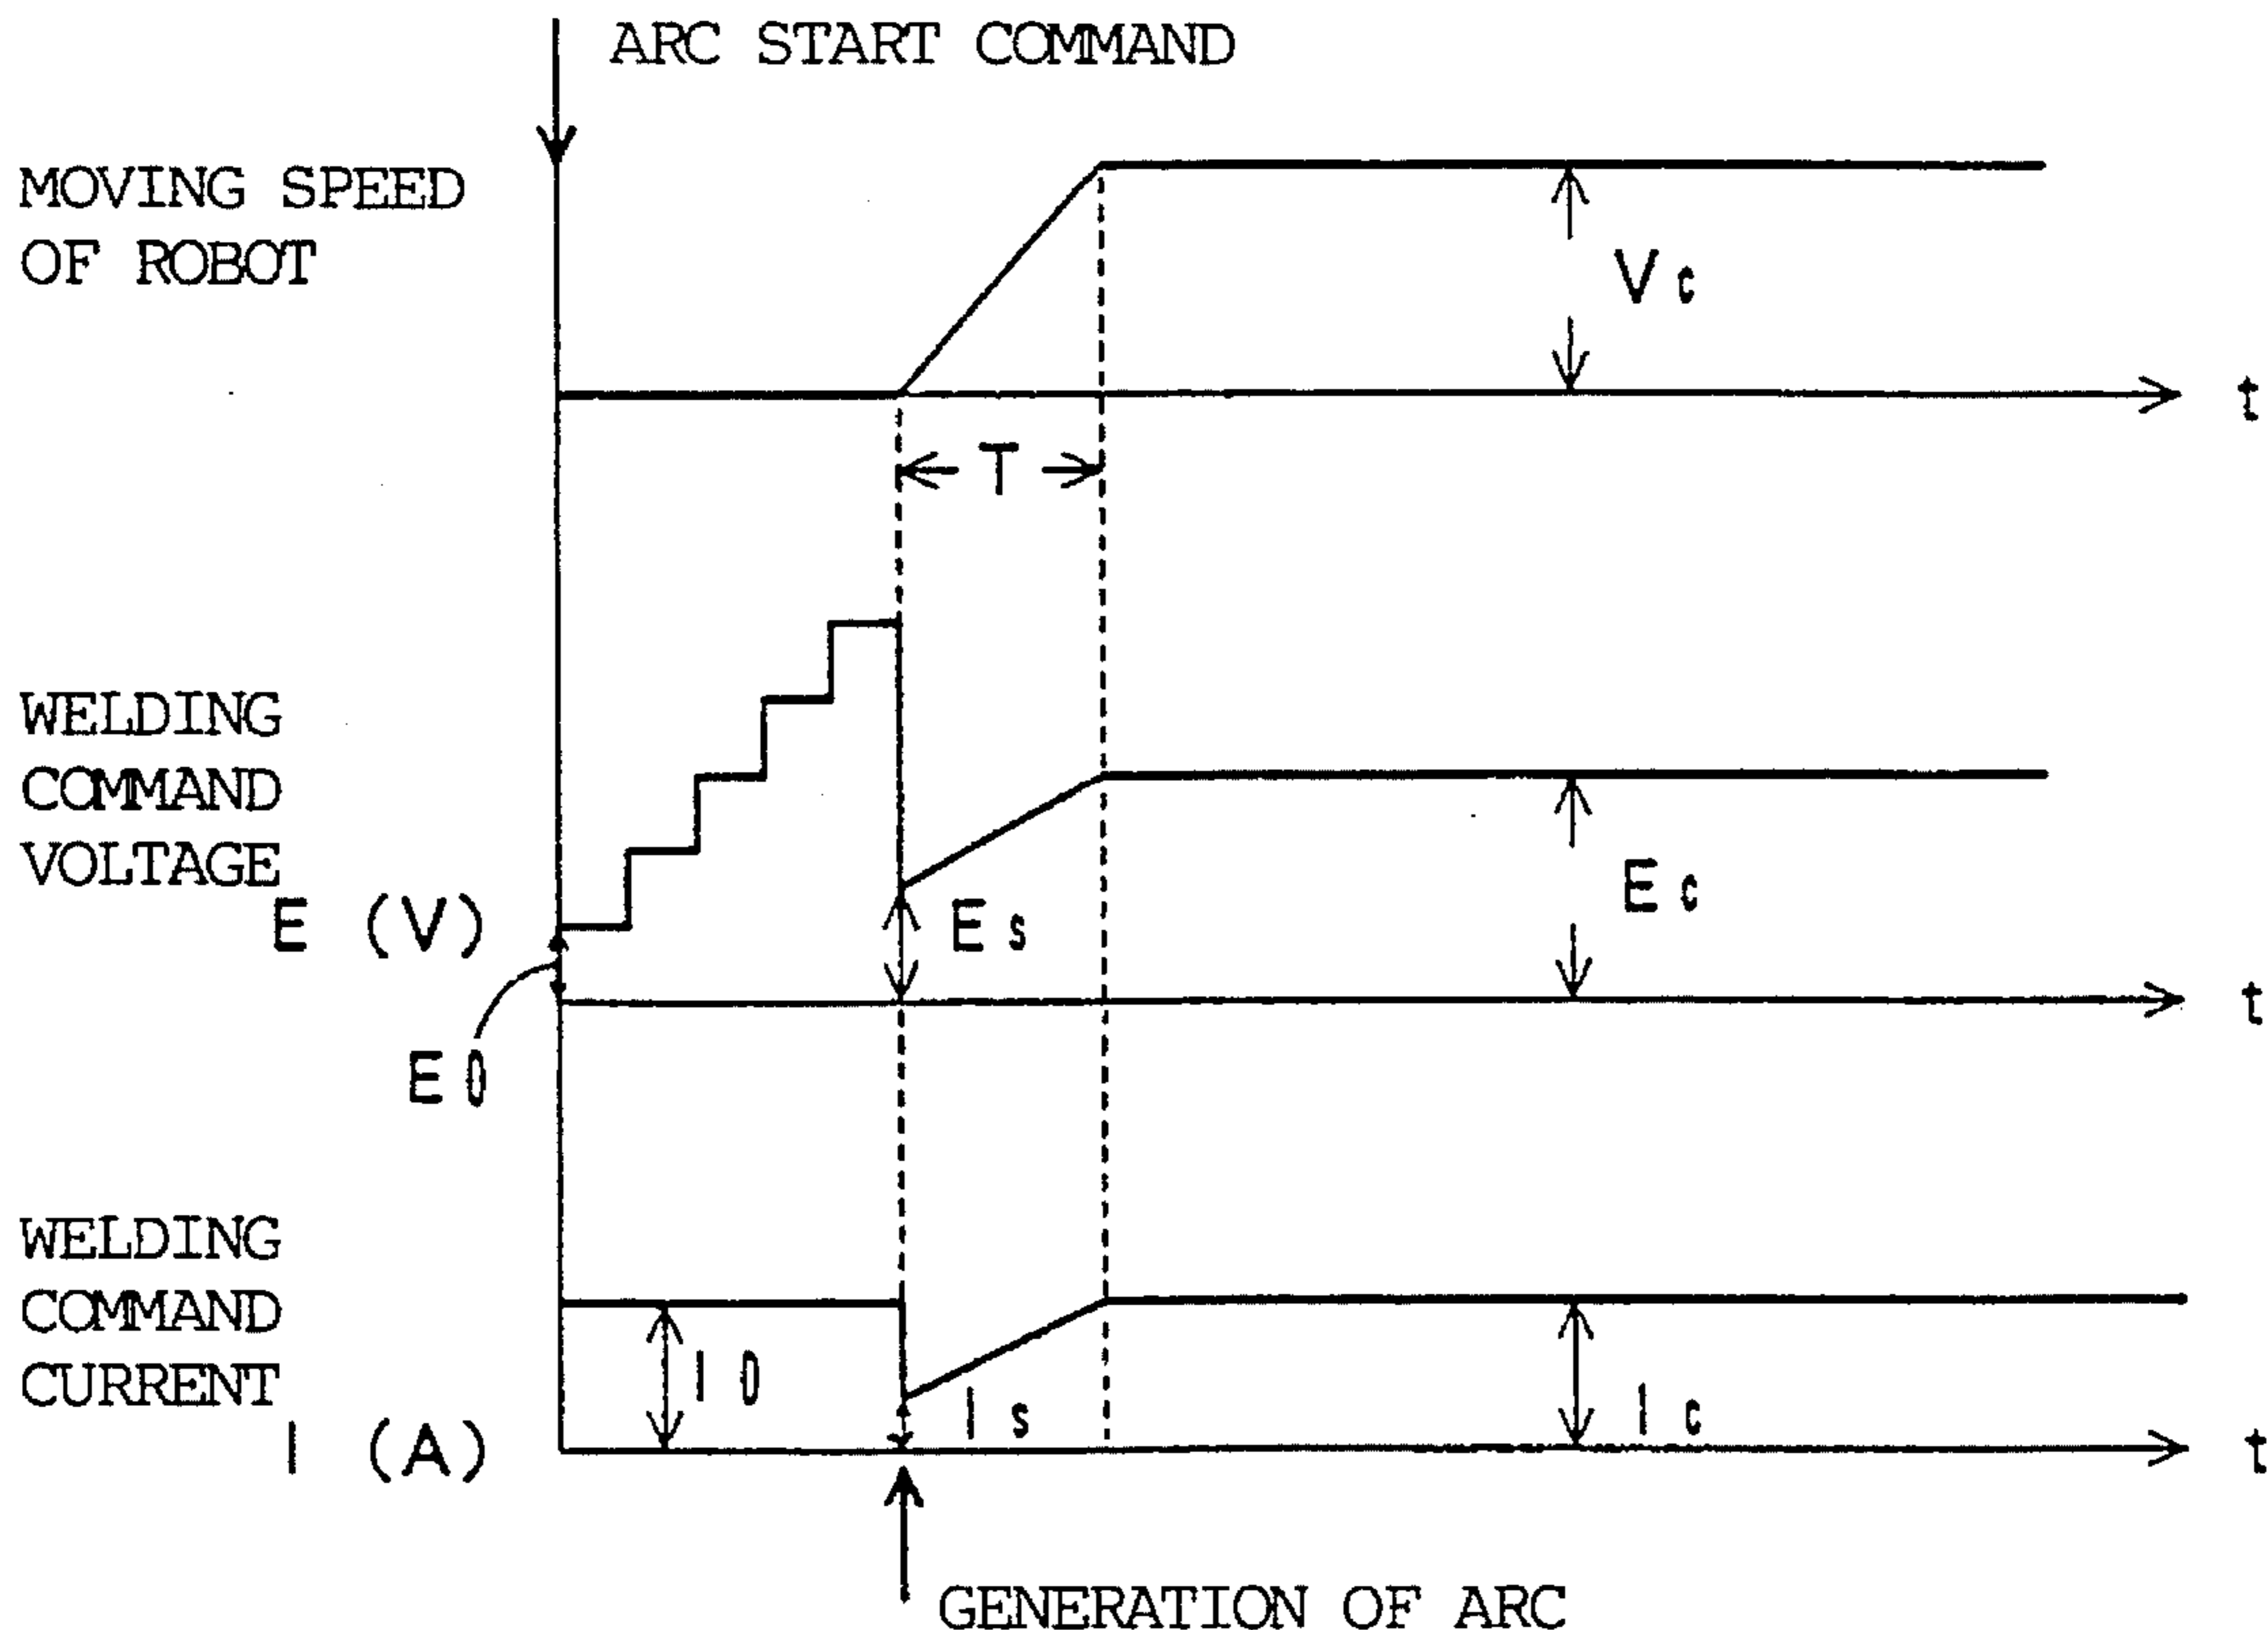 ARC START COMMAND
MOVING SPEED
OF ROBOT
Vc
t
T
WELDING
COMMAND
VOLTAGE
E (V)
Es
Ec
t
E0
WELDING
COMMAND
CURRENT
I (A)
I0
Is
Ic
t
GENERATION OF ARC